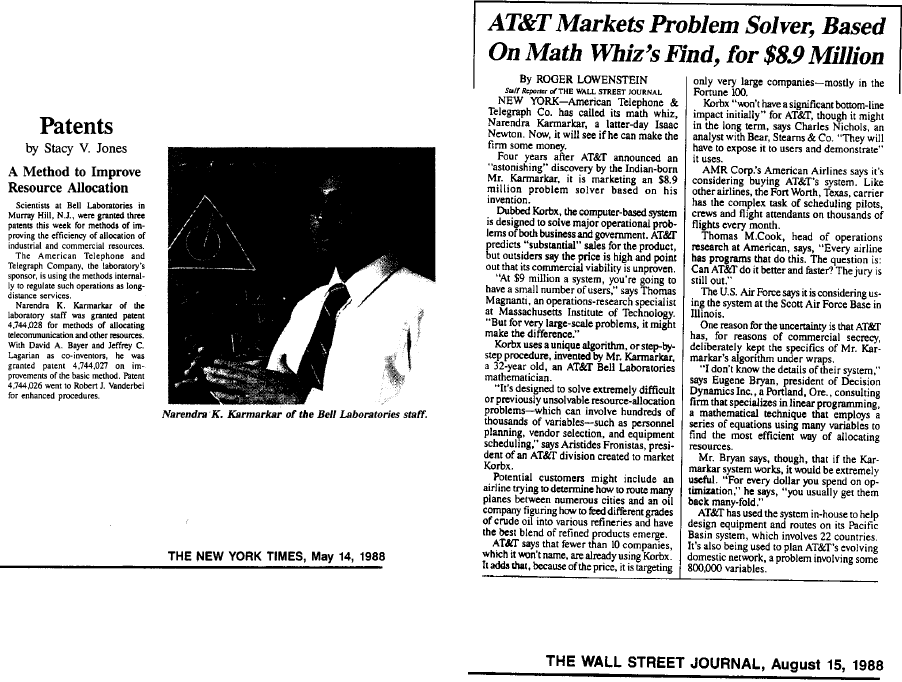 Patents
by Stacy V. Jones
A Method to Improve
Resource Allocation
Scientists at Bell Laboratories in
Murray Hill, N.J., were granted three
patents this week for methods of im-
proving the efficiency of allocation of
industrial and commercial resources.
The American Telephone and
Telegraph Company, the laboratory's
sponsor, is using the methods internal-
ly to regulate such operations as long-
distance services.
Narendra K. Karmarkar of the
laboratory staff was granted patent
4,744,028 for methods of allocating
telecommunication and other resources.
With David A. Bayer and Jeffrey C.
Lagarian as co-inventors, he was
granted patent 4,744,027 on im-
provements of the basic method. Patent
4,744,026 went to Robert J. Vanderbei
for enhanced procedures.
Narendra K. Karmarkar of the Bell Laboratories staff.
THE NEW YORK TIMES, May 14, 1988
AT&T Markets Problem Solver, Based
On Math Whiz's Find, for $8.9 Million
By ROGER LOWENSTEIN
Staff Reporter of THE WALL STREET JOURNAL
NEW YORK—American Telephone &
Telegraph Co. has called its math whiz,
Narendra Karmarkar, a latter-day Isaac
Newton. Now, it will see if he can make the
firm some money.
Four years after AT&T announced an
"astonishing" discovery by the Indian-born
Mr. Karmarkar, it is marketing an $8.9
million problem solver based on his
invention.
Dubbed Korbx, the computer-based system
is designed to solve major operational prob-
lems of both business and government. AT&T
predicts "substantial" sales for the product,
but outsiders say the price is high and point
out that its commercial viability is unproven.
"At $9 million a system, you're going to
have a small number of users," says Thomas
Magnanti, an operations-research specialist
at Massachusetts Institute of Technology.
"But for very large-scale problems, it might
make the difference."
Korbx uses a unique algorithm, or step-by-
step procedure, invented by Mr. Karmarkar,
a 32-year old, an AT&T Bell Laboratories
mathematician.
"It's designed to solve extremely difficult
or previously unsolvable resource-allocation
problems—which can involve hundreds of
thousands of variables—such as personnel
planning, vendor selection, and equipment
scheduling," says Aristides Fronistas, presi-
dent of an AT&T division created to market
Korbx.
Potential customers might include an
airline trying to determine how to route many
planes between numerous cities and an oil
company figuring how to feed different grades
of crude oil into various refineries and have
the best blend of refined products emerge.
AT&T says that fewer than 10 companies,
which it won't name, are already using Korbx.
It adds that, because of the price, it is targeting
only very large companies—mostly in the
Fortune 100.
Korbx "won't have a significant bottom-line
impact initially" for AT&T, though it might
in the long term, says Charles Nichols, an
analyst with Bear, Stearns & Co. "They will
have to expose it to users and demonstrate"
it uses.
AMR Corp.'s American Airlines says it's
considering buying AT&T's system. Like
other airlines, the Fort Worth, Texas, carrier
has the complex task of scheduling pilots,
crews and flight attendants on thousands of
flights every month.
Thomas M.Cook, head of operations
research at American, says, "Every airline
has programs that do this. The question is:
Can AT&T do it better and faster? The jury is
still out."
The U.S. Air Force says it is considering us-
ing the system at the Scott Air Force Base in
Illinois.
One reason for the uncertainty is that AT&T
has, for reasons of commercial secrecy,
deliberately kept the specifics of Mr. Kar-
markar's algorithm under wraps.
"I don't know the details of their system,"
says Eugene Bryan, president of Decision
Dynamics Inc., a Portland, Ore., consulting
firm that specializes in linear programming,
a mathematical technique that employs a
series of equations using many variables to
find the most efficient way of allocating
resources.
Mr. Bryan says, though, that if the Kar-
markar system works, it would be extremely
useful. "For every dollar you spend on op-
timization," he says, "you usually get them
back many-fold."
AT&T has used the system in-house to help
design equipment and routes on its Pacific
Basin system, which involves 22 countries.
It's also being used to plan AT&T's evolving
domestic network, a problem involving some
800,000 variables.
THE WALL STREET JOURNAL, August 15, 1988